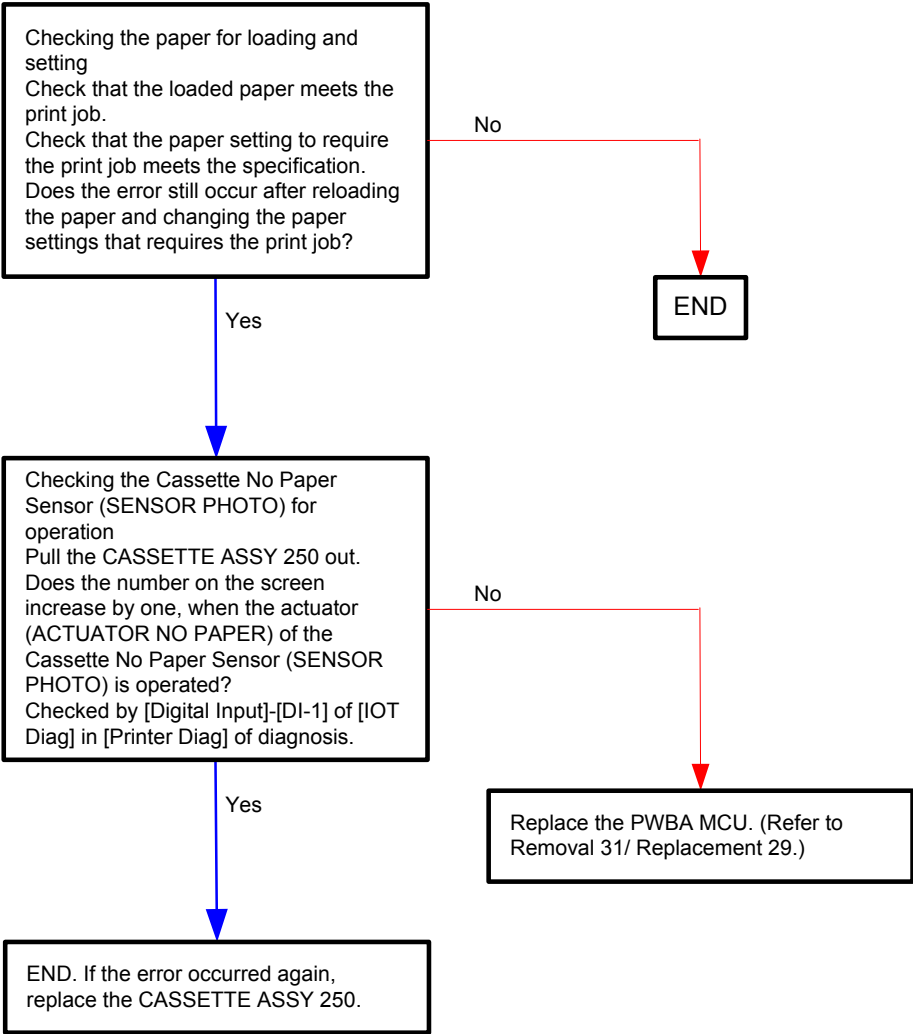 Checking the paper for loading and
setting
Check that the loaded paper meets the
print job.
Check that the paper setting to require
the print job meets the specification.
Does the error still occur after reloading
the paper and changing the paper
settings that requires the print job?
No
END
Yes
Checking the Cassette No Paper
Sensor (SENSOR PHOTO) for
operation
Pull the CASSETTE ASSY 250 out.
Does the number on the screen
increase by one, when the actuator
(ACTUATOR NO PAPER) of the
Cassette No Paper Sensor (SENSOR
PHOTO) is operated?
Checked by [Digital Input]-[DI-1] of [IOT
Diag] in [Printer Diag] of diagnosis.
No
Yes
Replace the PWBA MCU. (Refer to
Removal 31/ Replacement 29.)
END. If the error occurred again,
replace the CASSETTE ASSY 250.